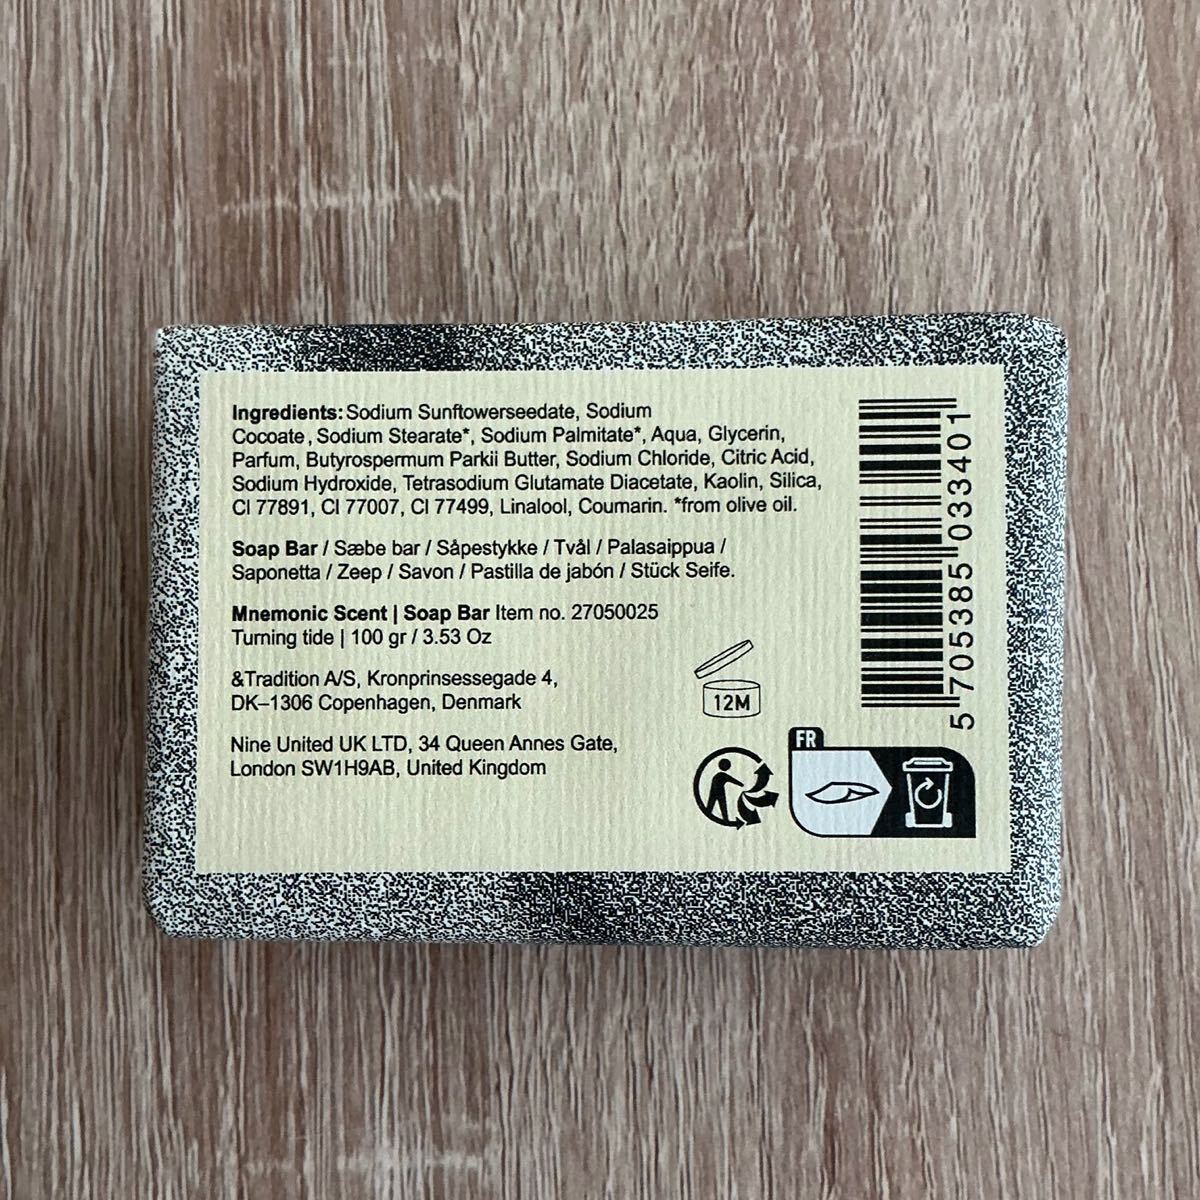 Ingredients: Sodium Sunflowerseedate, Sodium
Cocoate, Sodium Stearate*, Sodium Palmitate*, Aqua, Glycerin,
Parfum, Butyrospermum Parkii Butter, Sodium Chloride, Citric Acid,
Sodium Hydroxide, Tetrasodium Glutamate Diacetate, Kaolin, Silica,
CI 77891, CI 77007, CI 77499, Linalool, Coumarin. *from olive oil.
Soap Bar / Sæbe bar / Såpestykke / Tvål / Palasaippua /
Saponetta / Zeep / Savon / Pastilla de jabón / Stück Seife.
Mnemonic Scent | Soap Bar Item no. 27050025
Turning tide | 100 gr / 3.53 Oz
&Tradition A/S, Kronprinsessegade 4,
DK–1306 Copenhagen, Denmark
Nine United UK LTD, 34 Queen Annes Gate,
London SW1H9AB, United Kingdom
12M
FR
5 705385 033401